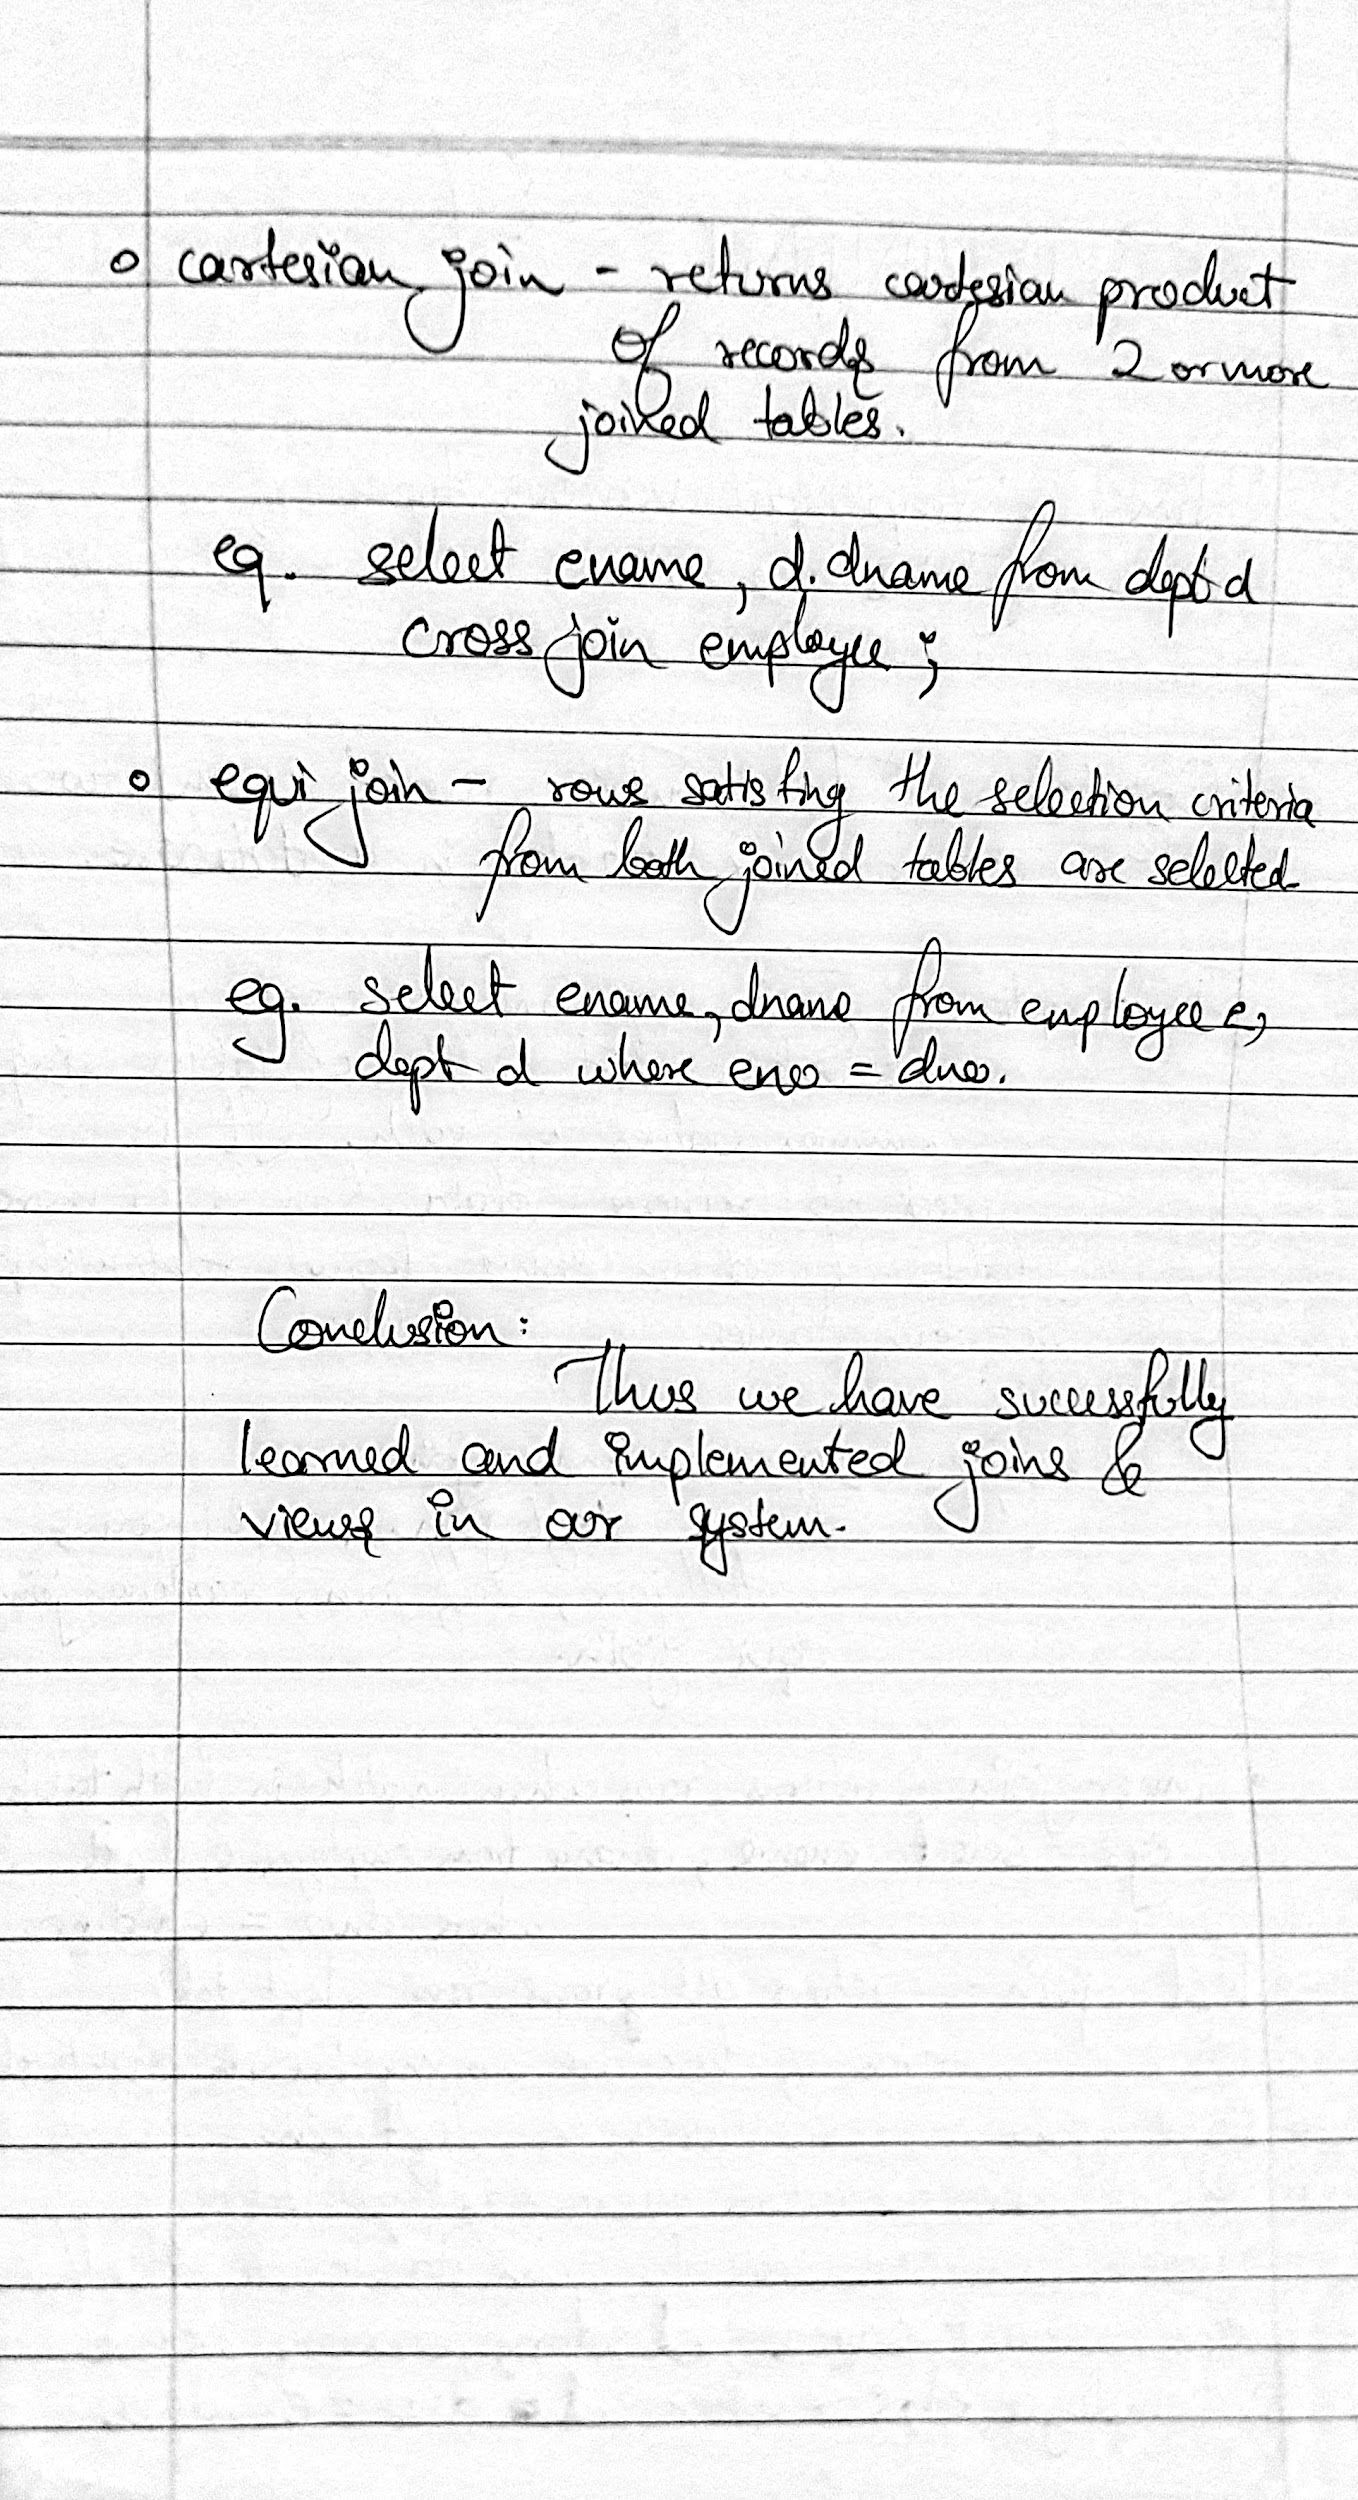 o cartesian join - returns cartesian product
of records from 2 or more
joined tables.
eg. select ename, d.dname from dept d
cross join employee;
o equi join - rows satisfing the selection criteria
from both joined tables are selected
eg. select ename, dname from employee e,
dept d where eno = dno.
Conclusion:
Thus we have successfully
learned and implemented joins &
views in our system.